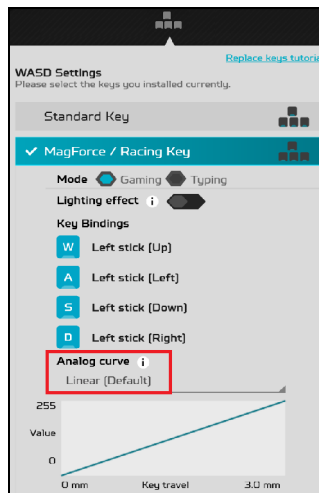 Replace keys tutoria
WASD Settings
Please select the keys you installed currently.
Standard Key
MagForce / Racing Key
Mode Gaming Typing
Lighting effect i
Key Bindings
W Left stick (Up)
A Left stick (Left)
S Left stick (Down)
D Left stick (Right)
Analog curve i
Linear (Default)
255
Value
0
0 mm Key travel 3.0 mm